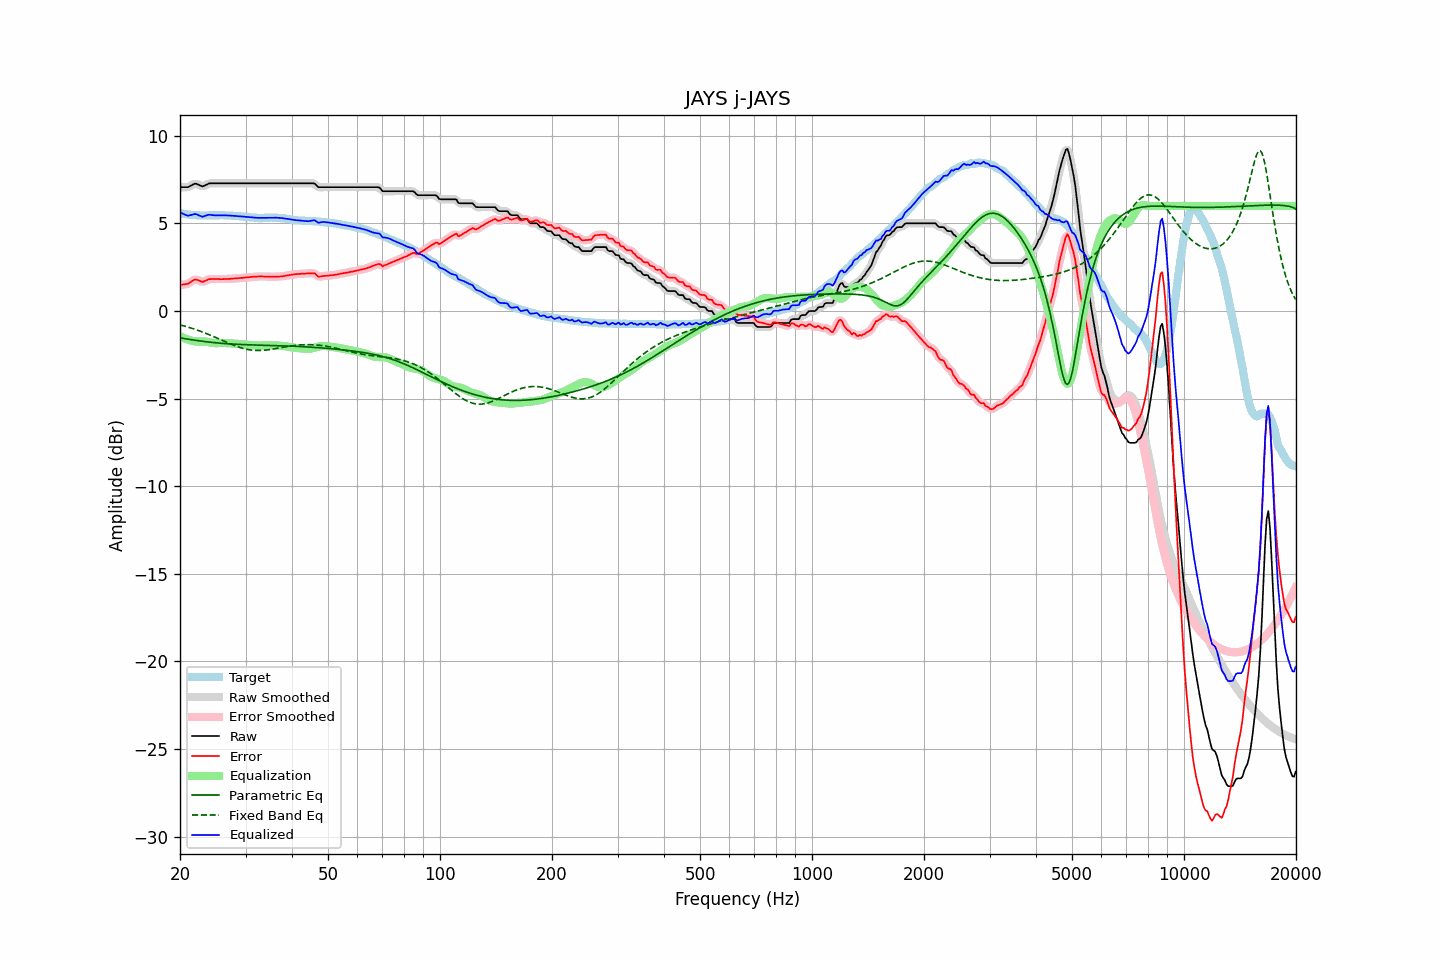 JAYS j-JAYS
10
5
0
−5
−10
−15
−20
−25
−30
Amplitude (dBr)
Target
Raw Smoothed
Error Smoothed
Raw
Error
Equalization
Parametric Eq
Fixed Band Eq
Equalized
20 50 100 200 500 1000 2000 5000 10000 20000
Frequency (Hz)